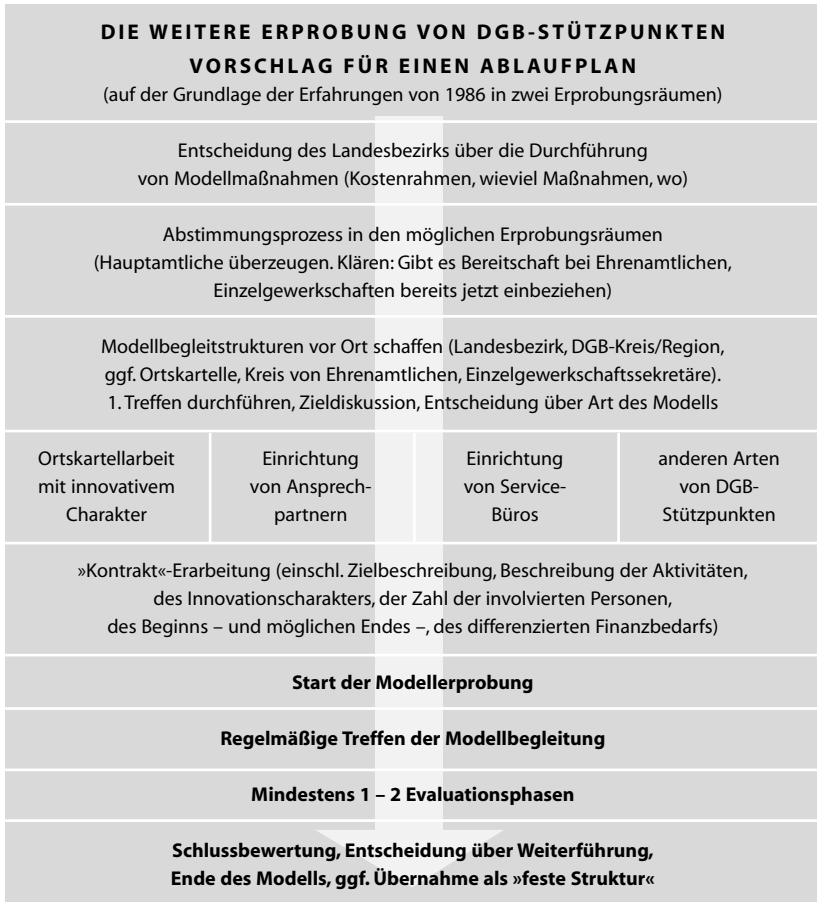 DIE WEITERE ERPROBUNG VON DGB-STÜTZPUNKTEN
VORSCHLAG FÜR EINEN ABLAUFPLAN
(auf der Grundlage der Erfahrungen von 1986 in zwei Erprobungsräumen)
Entscheidung des Landesbezirks über die Durchführung
von Modellmaßnahmen (Kostenrahmen, wieviel Maßnahmen, wo)
Abstimmungsprozess in den möglichen Erprobungsräumen
(Hauptamtliche überzeugen. Klären: Gibt es Bereitschaft bei Ehrenamtlichen,
Einzelgewerkschaften bereits jetzt einbeziehen)
Modellbegleitstrukturen vor Ort schaffen (Landesbezirk, DGB-Kreis/Region,
ggf. Ortskartelle, Kreis von Ehrenamtlichen, Einzelgewerkschaftssekretäre).
1. Treffen durchführen, Zieldiskussion, Entscheidung über Art des Modells
Ortskartellarbeit
mit innovativem
Charakter
Einrichtung
von Ansprech-
partnern
Einrichtung
von Service-
Büros
anderen Arten
von DGB-
Stützpunkten
»Kontrakt«-Erarbeitung (einschl. Zielbeschreibung, Beschreibung der Aktivitäten,
des Innovationscharakters, der Zahl der involvierten Personen,
des Beginns – und möglichen Endes –, des differenzierten Finanzbedarfs)
Start der Modellerprobung
Regelmäßige Treffen der Modellbegleitung
Mindestens 1 – 2 Evaluationsphasen
Schlussbewertung, Entscheidung über Weiterführung,
Ende des Modells, ggf. Übernahme als »feste Struktur«